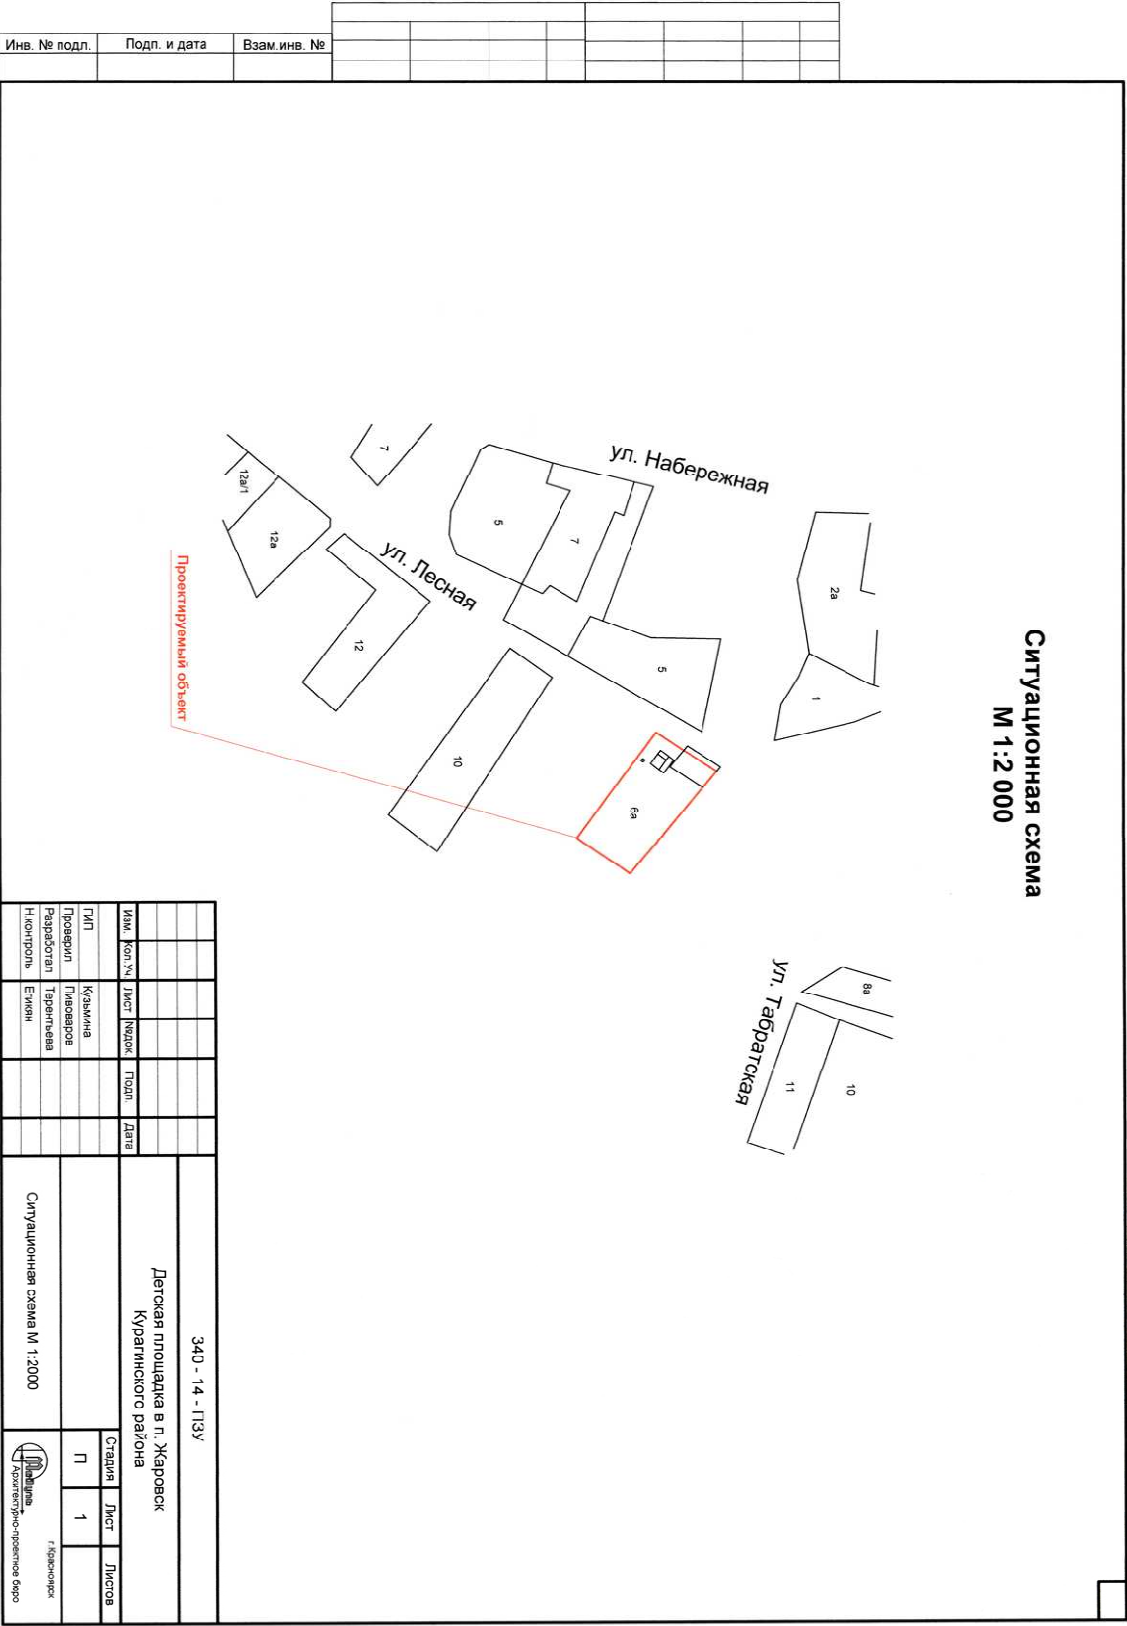 Ситуационная схема
М 1:2 000
ул. Набережная
ул. Лесная
ул. Табратская
2а
1
5
7
5
7
12а/1
12а
12
10
6а
8а
10
11
Проектируемый объект
Инв. № подл.
Подп. и дата
Взам.инв. №
340 - 14 - ПЗУ
Изм. Кол.Уч. Лист №док. Подп. Дата
Детская площадка в п. Жаровск
Курагинского района
ГИП Кузьмина
Проверил Пивоваров
Разработал Терентьева
Н.контроль
Стадия Лист Листов
П 1
Ситуационная схема М 1:2000
г.Красноярск
Архитектурно-проектное бюро